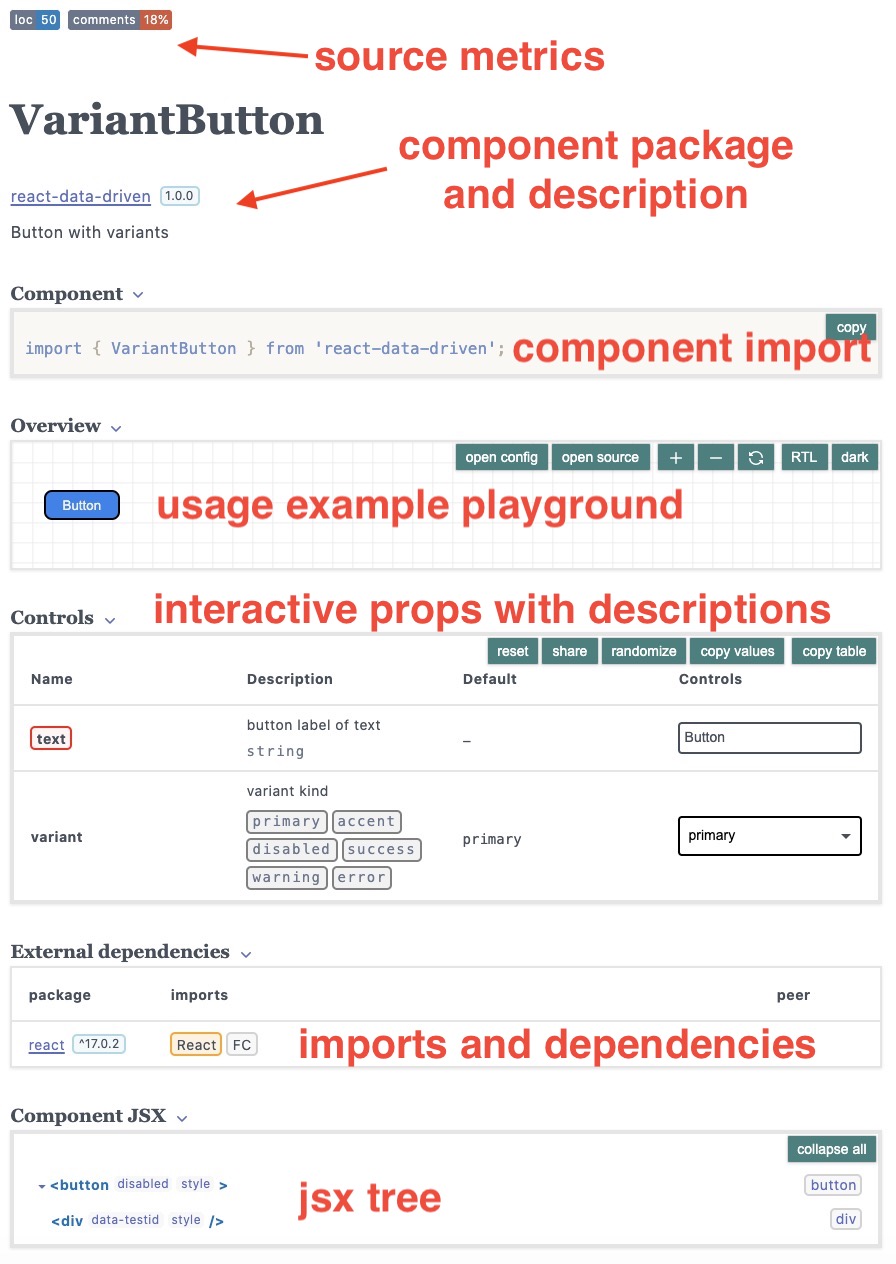 loc 50 comments 18%
source metrics
VariantButton
component package
and description
react-data-driven 1.0.0
Button with variants
Component
copy
import { VariantButton } from 'react-data-driven';
component import
Overview
open config open source + − RTL dark
Button
usage example playground
Controls
interactive props with descriptions
reset share randomize copy values copy table
Name Description Default Controls
text
button label of text
string
–
Button
variant
variant kind
primary accent
disabled success
warning error
primary
primary
External dependencies
package imports peer
react ^17.0.2 React FC
imports and dependencies
Component JSX
collapse all
<button disabled style >
button
<div data-testid style />
div
jsx tree